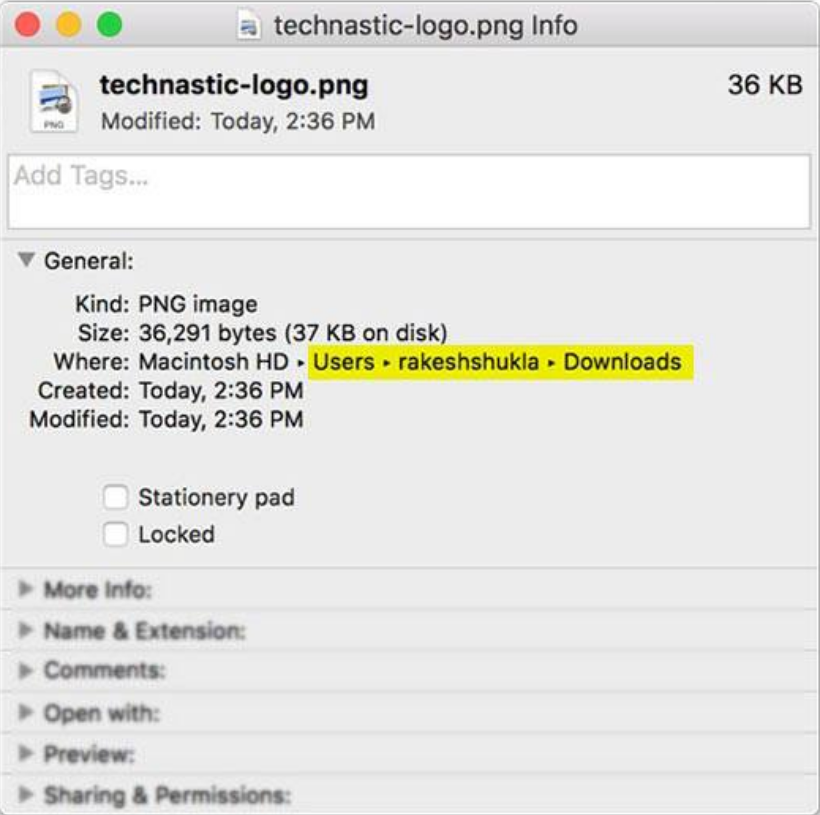 technastic-logo.png Info
technastic-logo.png 36 KB
Modified: Today, 2:36 PM
PNG
Add Tags...
General:
Kind: PNG image
Size: 36,291 bytes (37 KB on disk)
Where: Macintosh HD ▸ Users ▸ rakeshshukla ▸ Downloads
Created: Today, 2:36 PM
Modified: Today, 2:36 PM
Stationery pad
Locked
More Info:
Name & Extension:
Comments:
Open with:
Preview:
Sharing & Permissions: